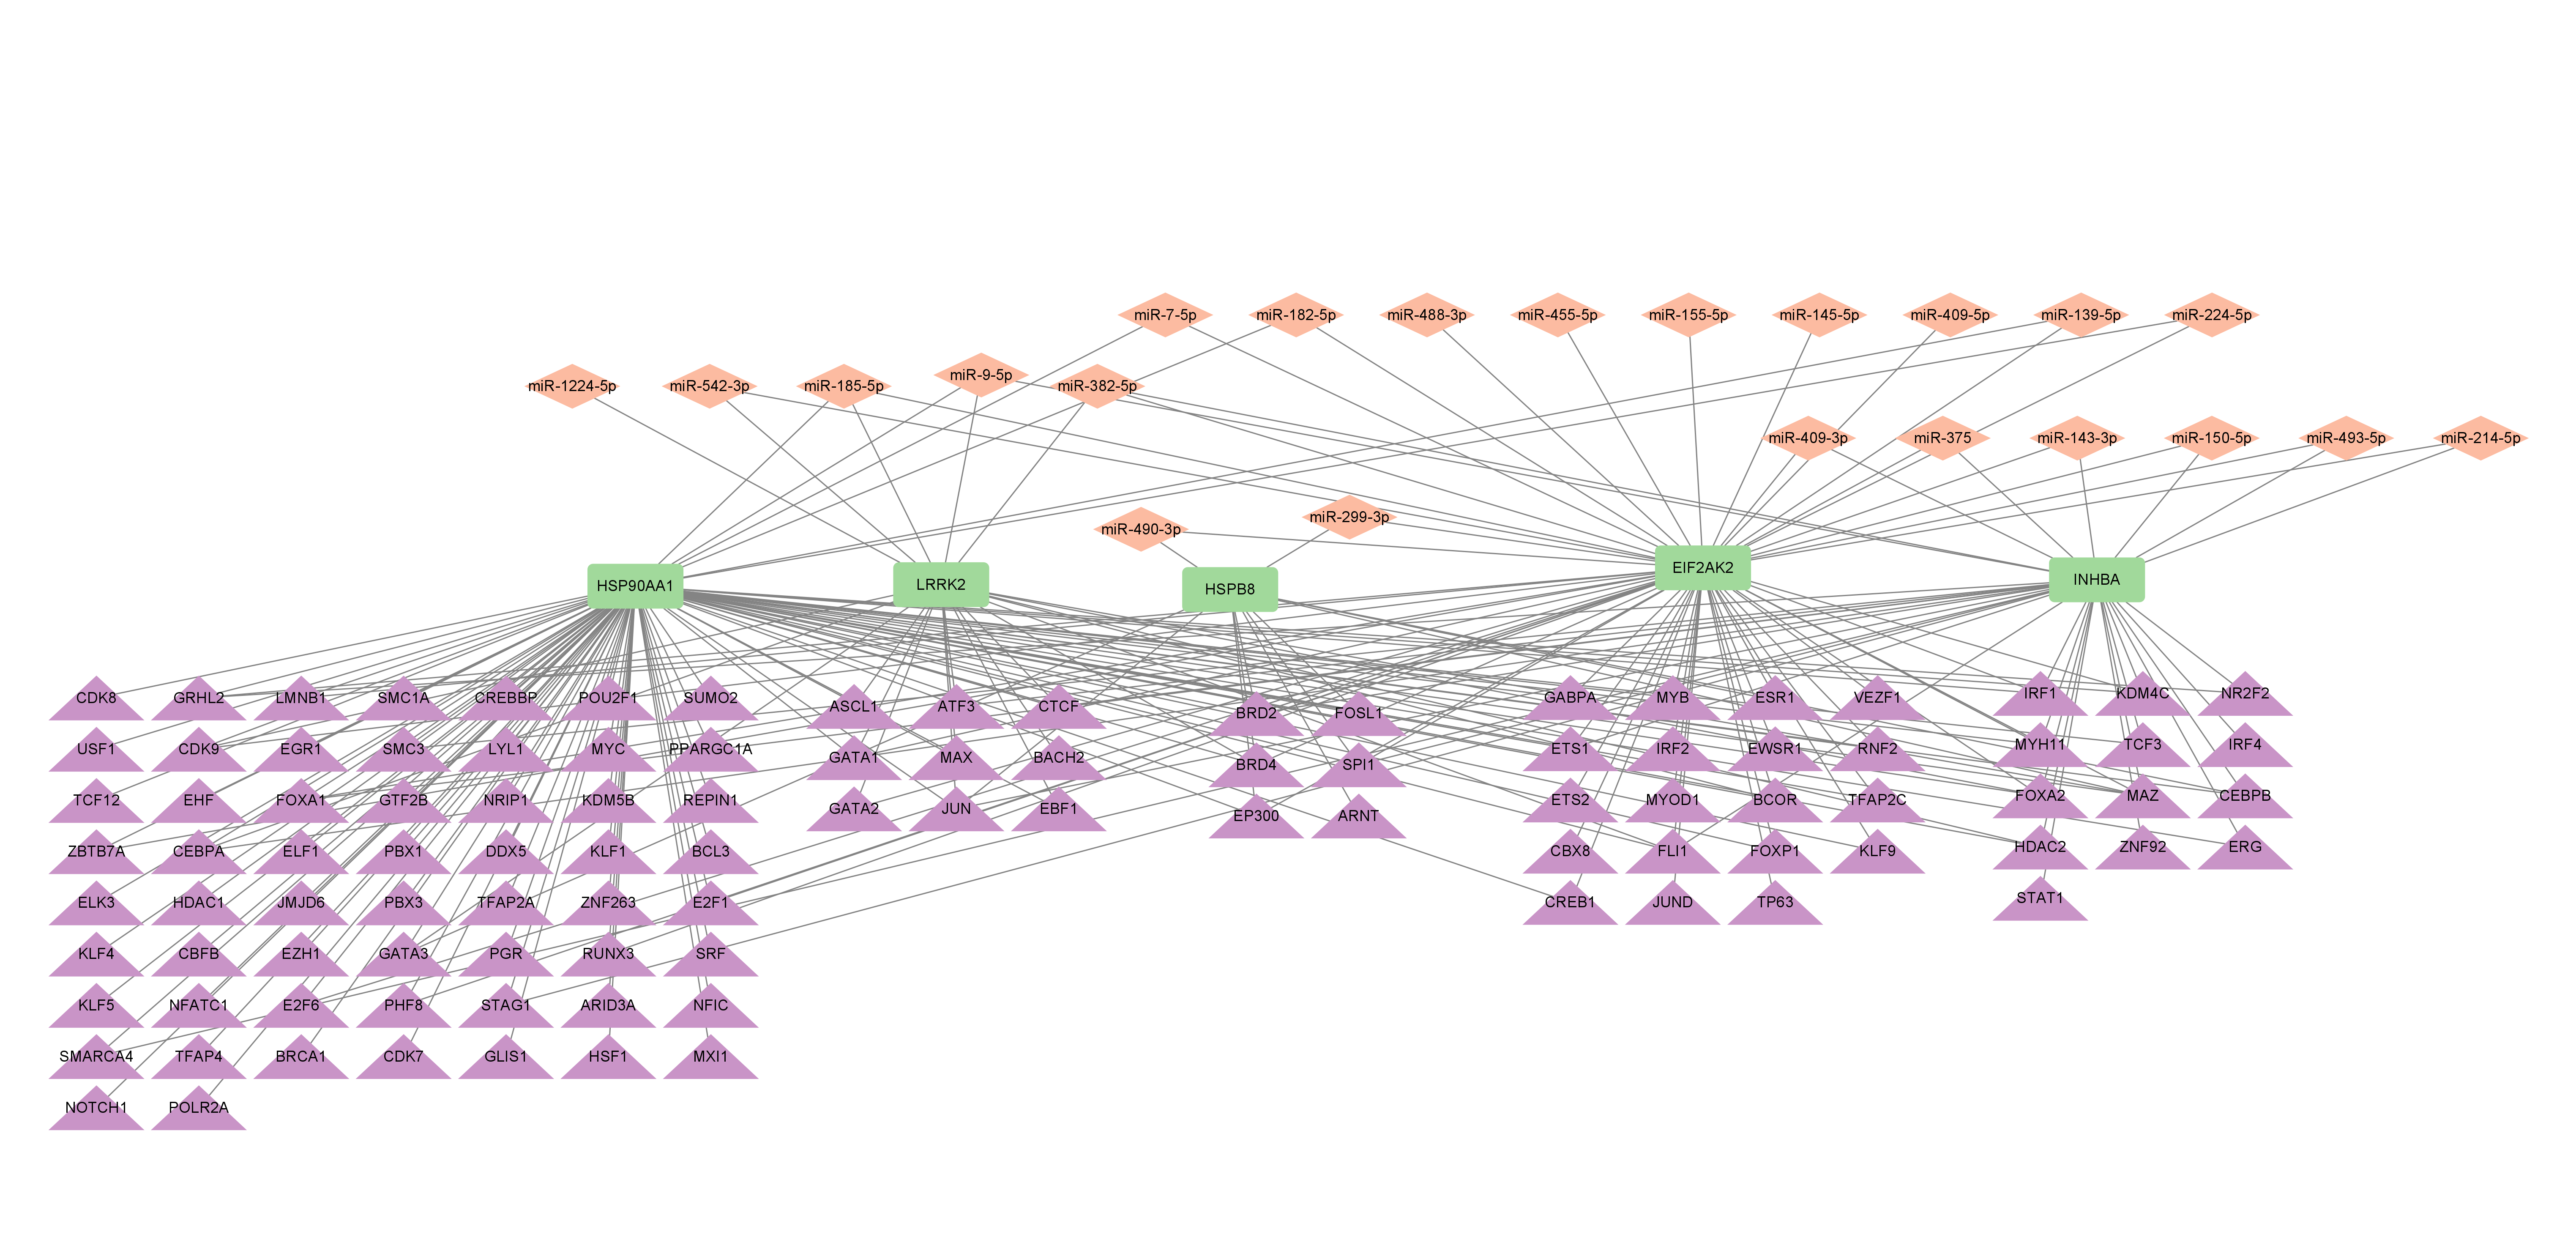 miR-7-5p
miR-182-5p
miR-488-3p
miR-455-5p
miR-155-5p
miR-145-5p
miR-409-5p
miR-139-5p
miR-224-5p
miR-1224-5p
miR-542-3p
miR-185-5p
miR-9-5p
miR-382-5p
miR-409-3p
miR-375
miR-143-3p
miR-150-5p
miR-493-5p
miR-214-5p
miR-490-3p
miR-299-3p
HSP90AA1
LRRK2
HSPB8
EIF2AK2
INHBA
CDK8
GRHL2
LMNB1
SMC1A
CREBBP
POU2F1
SUMO2
USF1
CDK9
EGR1
SMC3
LYL1
MYC
PPARGC1A
TCF12
EHF
FOXA1
GTF2B
NRIP1
KDM5B
REPIN1
ZBTB7A
CEBPA
ELF1
PBX1
DDX5
KLF1
BCL3
ELK3
HDAC1
JMJD6
PBX3
TFAP2A
ZNF263
E2F1
KLF4
CBFB
EZH1
GATA3
PGR
RUNX3
SRF
KLF5
NFATC1
E2F6
PHF8
STAG1
ARID3A
NFIC
SMARCA4
TFAP4
BRCA1
CDK7
GLIS1
HSF1
MXI1
NOTCH1
POLR2A
ASCL1
ATF3
CTCF
GATA1
MAX
BACH2
GATA2
JUN
EBF1
BRD2
FOSL1
BRD4
SPI1
EP300
ARNT
GABPA
MYB
ESR1
VEZF1
ETS1
IRF2
EWSR1
RNF2
ETS2
MYOD1
BCOR
TFAP2C
CBX8
FLI1
FOXP1
KLF9
CREB1
JUND
TP63
IRF1
KDM4C
NR2F2
MYH11
TCF3
IRF4
FOXA2
MAZ
CEBPB
HDAC2
ZNF92
ERG
STAT1